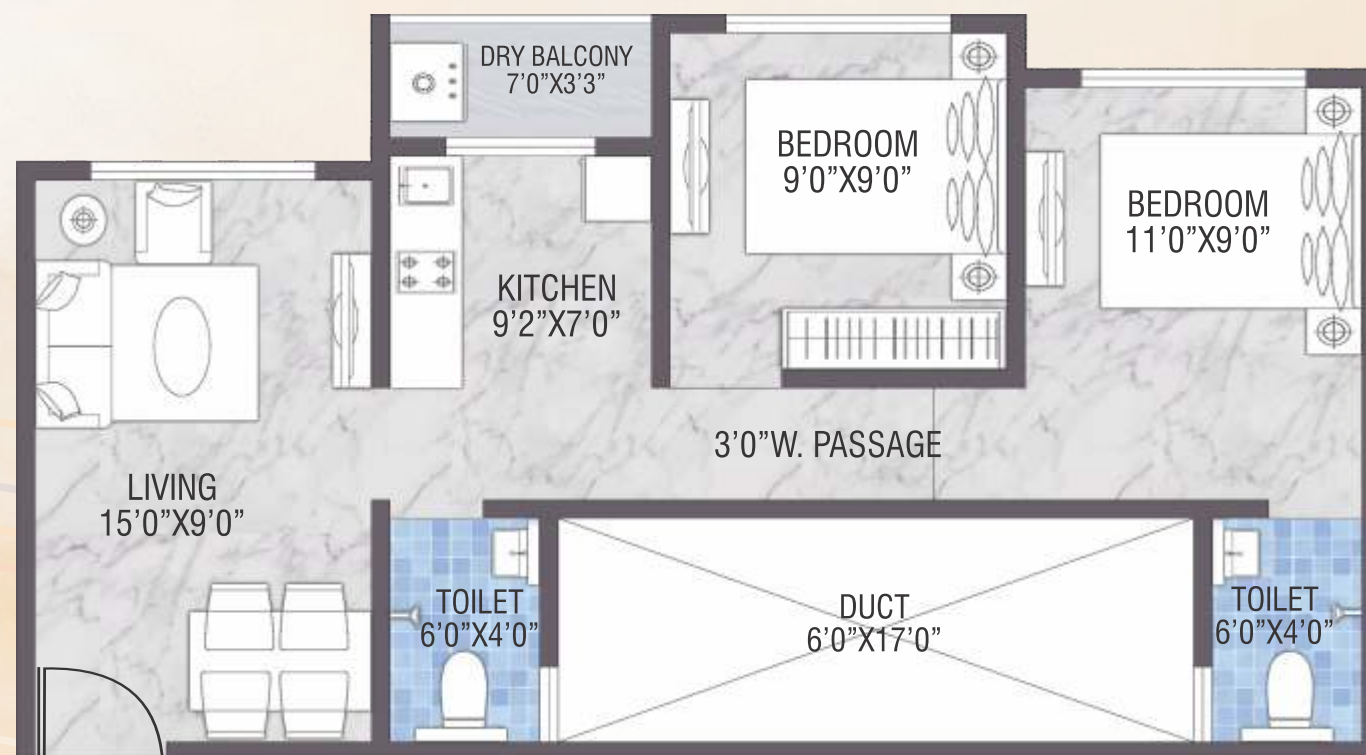 DRY BALCONY
7'0"X3'3"
BEDROOM
9'0"X9'0"
BEDROOM
11'0"X9'0"
KITCHEN
9'2"X7'0"
3'0"W. PASSAGE
LIVING
15'0"X9'0"
TOILET
6'0"X4'0"
DUCT
6'0"X17'0"
TOILET
6'0"X4'0"